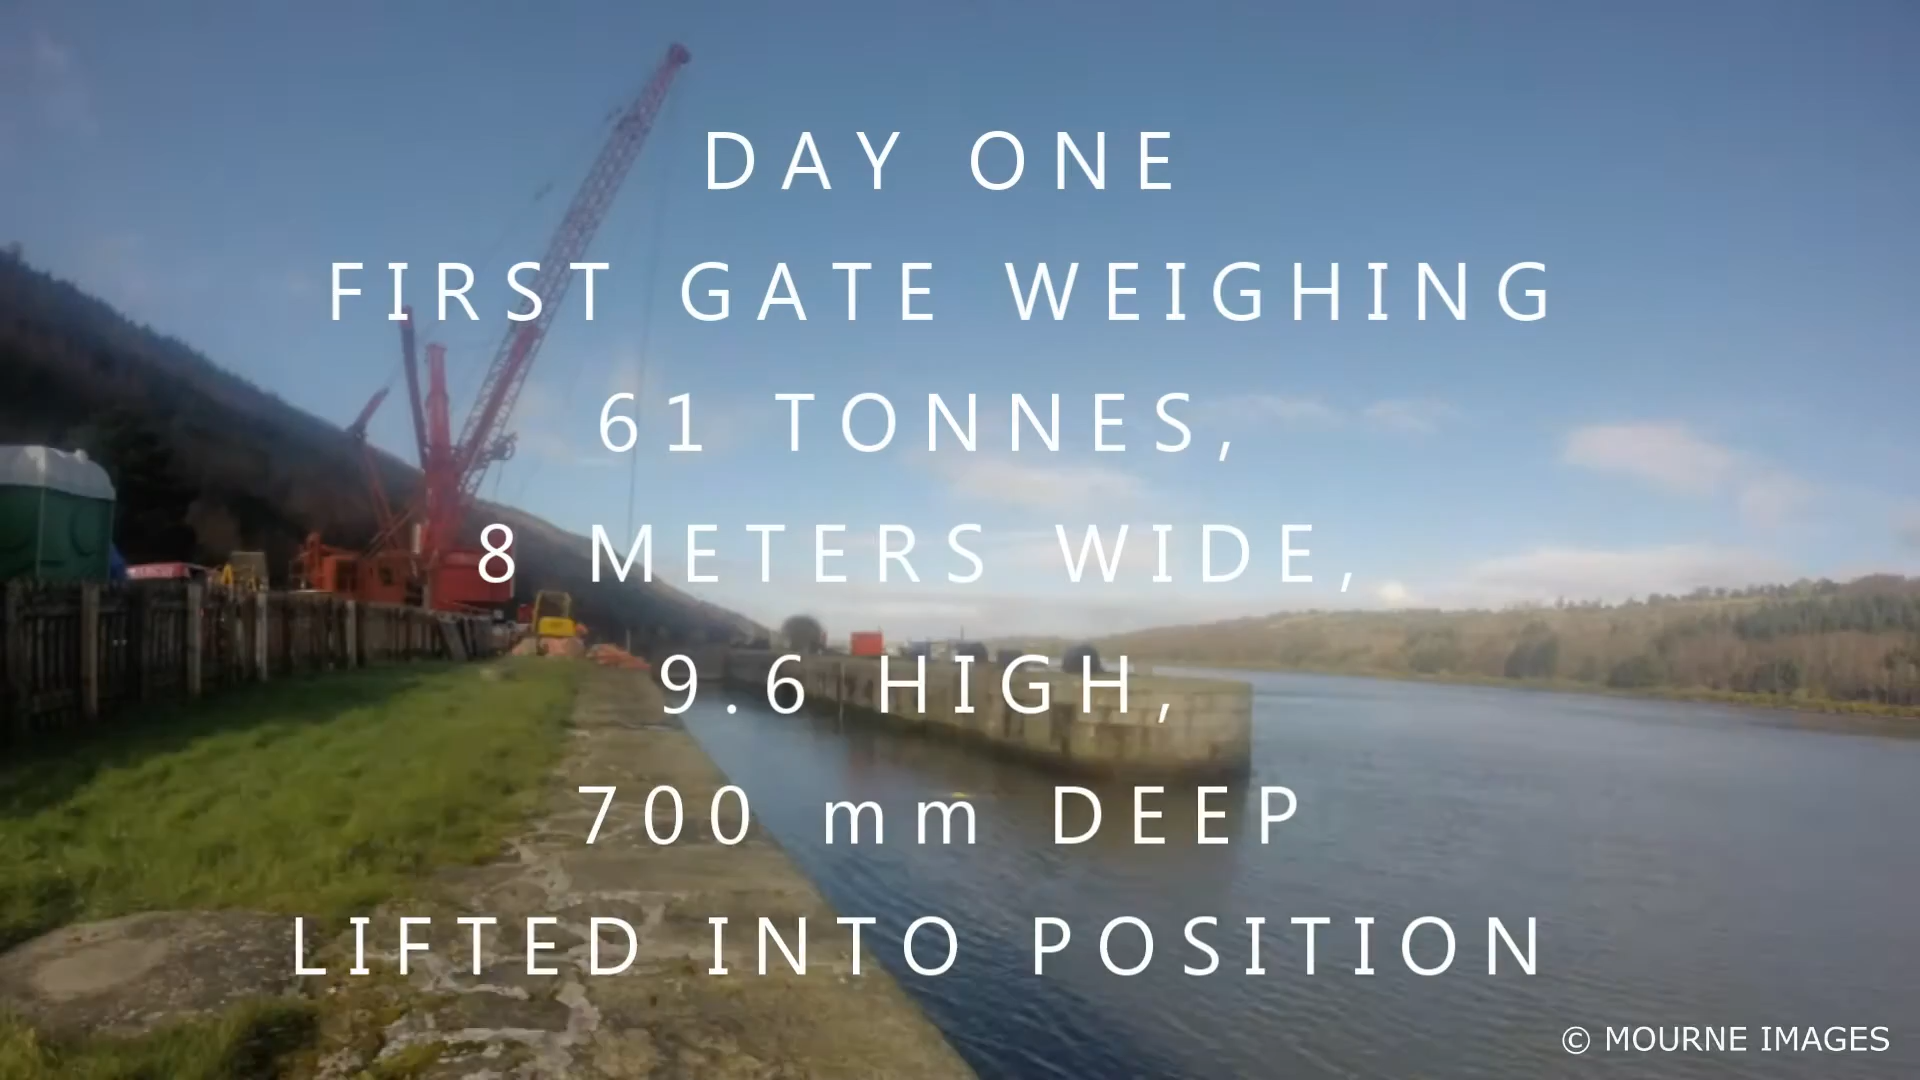 DAY ONE
FIRST GATE WEIGHING
61 TONNES,
8 METERS WIDE,
9.6 HIGH,
700 mm DEEP
LIFTED INTO POSITION
© MOURNE IMAGES